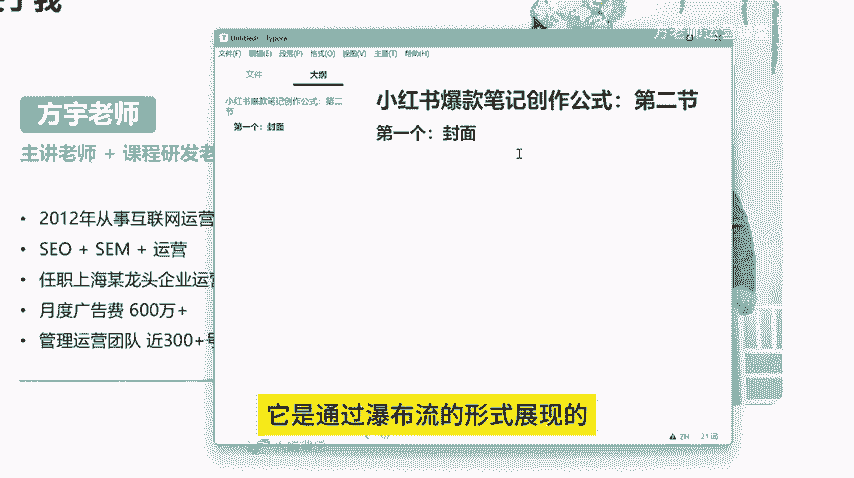 方宇老师
主讲老师 + 课程研发老
• 2012年从事互联网运营
• SEO + SEM + 运营
• 任职上海某龙头企业运营
• 月度广告费 600万+
• 管理运营团队 近300+号
方老师运营
Untitled - Typora
文件(F) 编辑(E) 段落(P) 格式(O) 视图(V) 主题(T) 帮助(H)
文件 大纲
小红书爆款笔记创作公式：第二
节
第一个：封面
小红书爆款笔记创作公式：第二节
第一个：封面
它是通过瀑布流的形式展现的
21 词